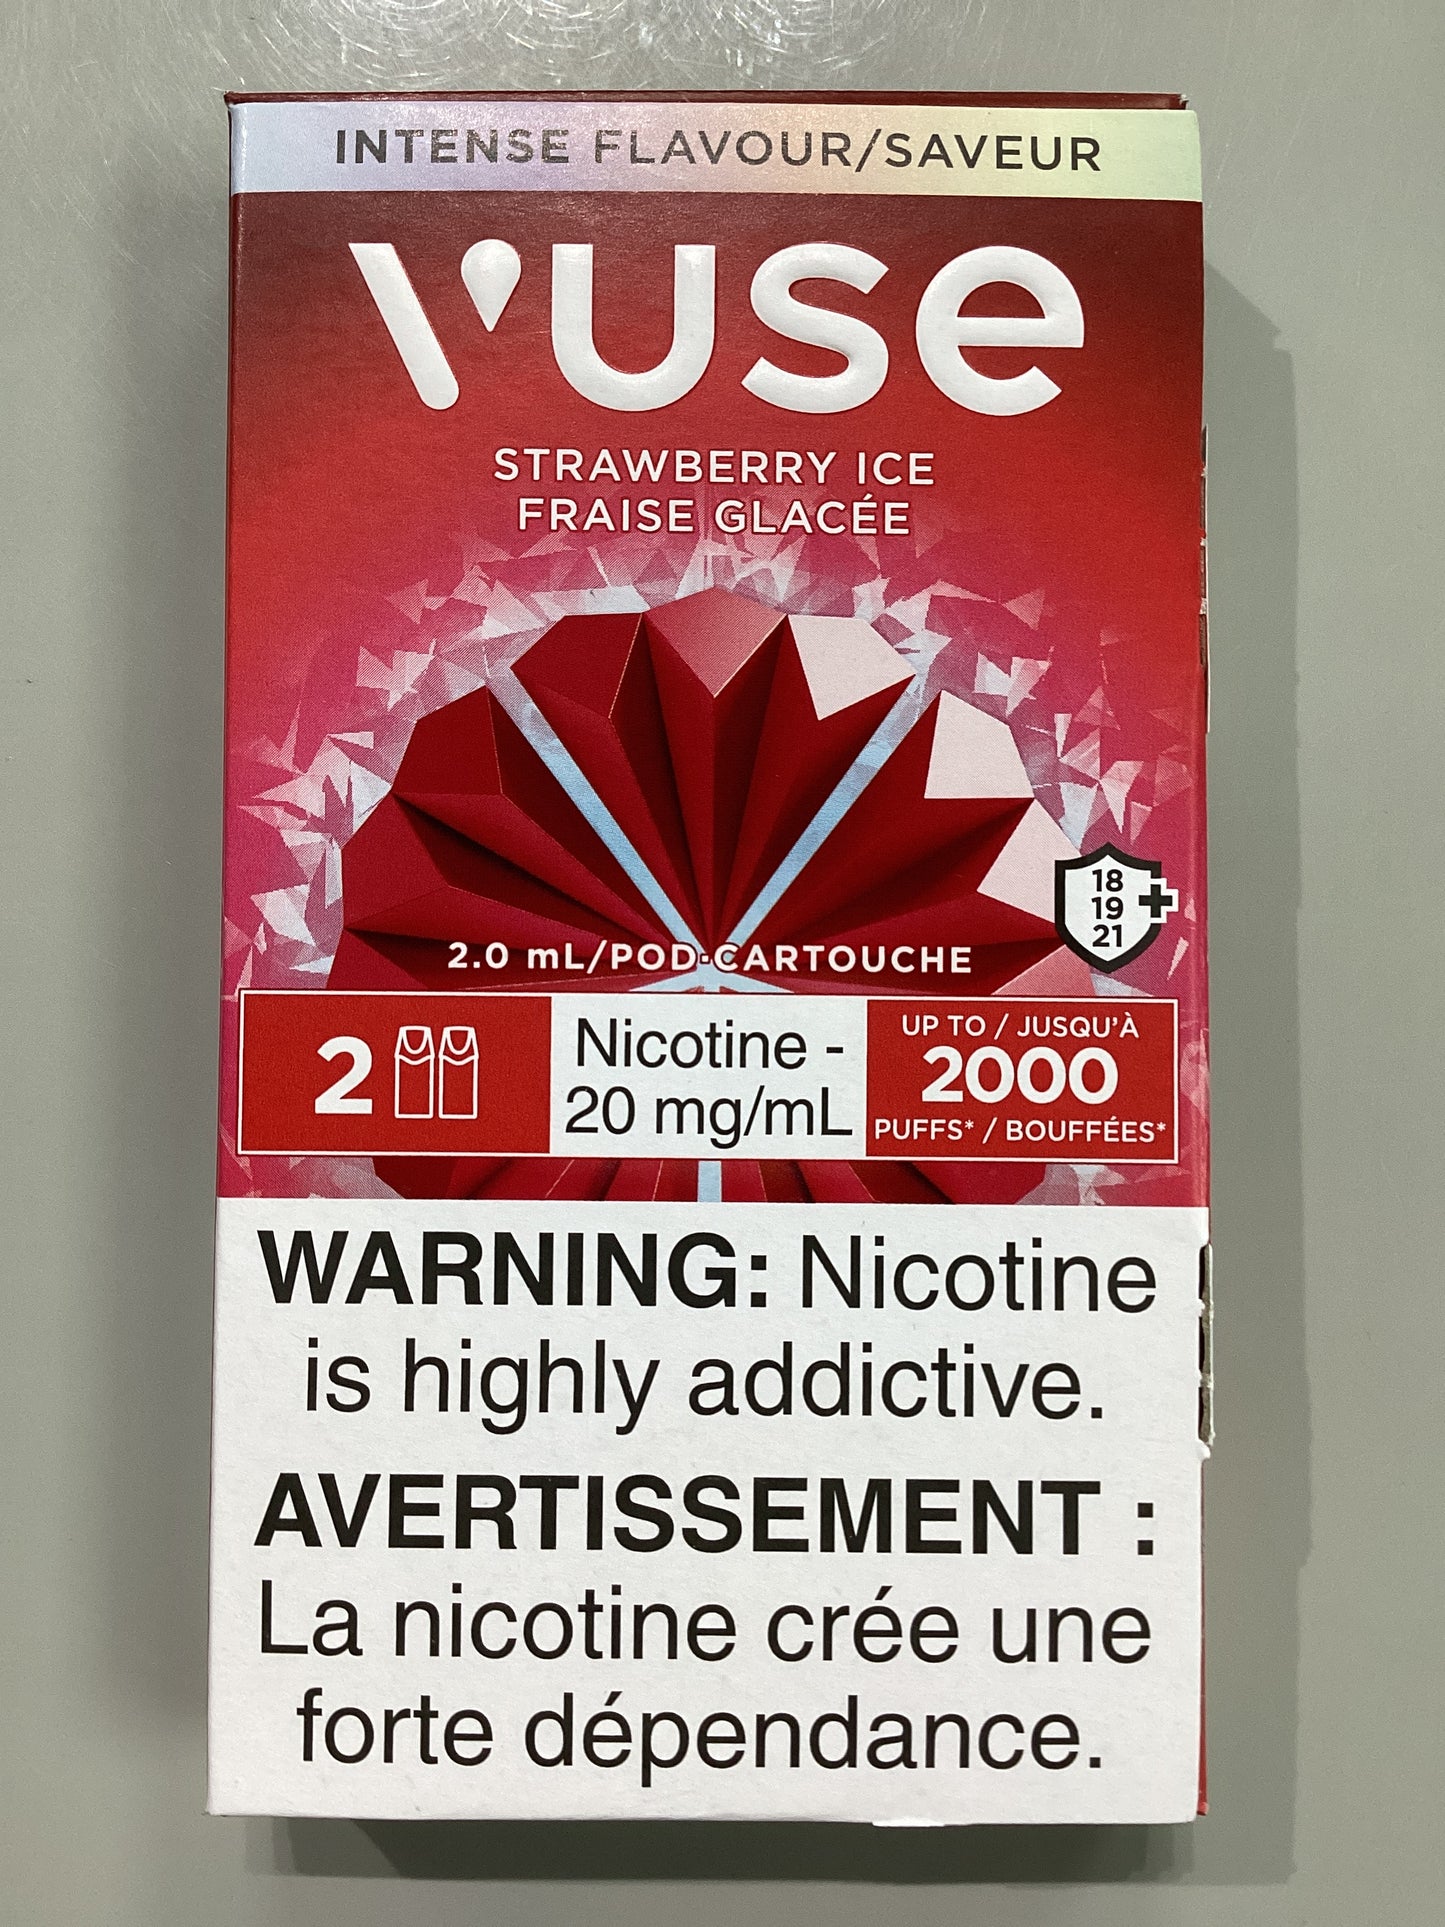 INTENSE FLAVOUR/SAVEUR
VUSE
STRAWBERRY ICE
FRAISE GLACÉE
18
19+
21
2.0 mL/POD•CARTOUCHE
2
Nicotine -
20 mg/mL
UP TO / JUSQU'À
2000
PUFFS* / BOUFFÉES*
WARNING: Nicotine
is highly addictive.
AVERTISSEMENT :
La nicotine crée une
forte dépendance.